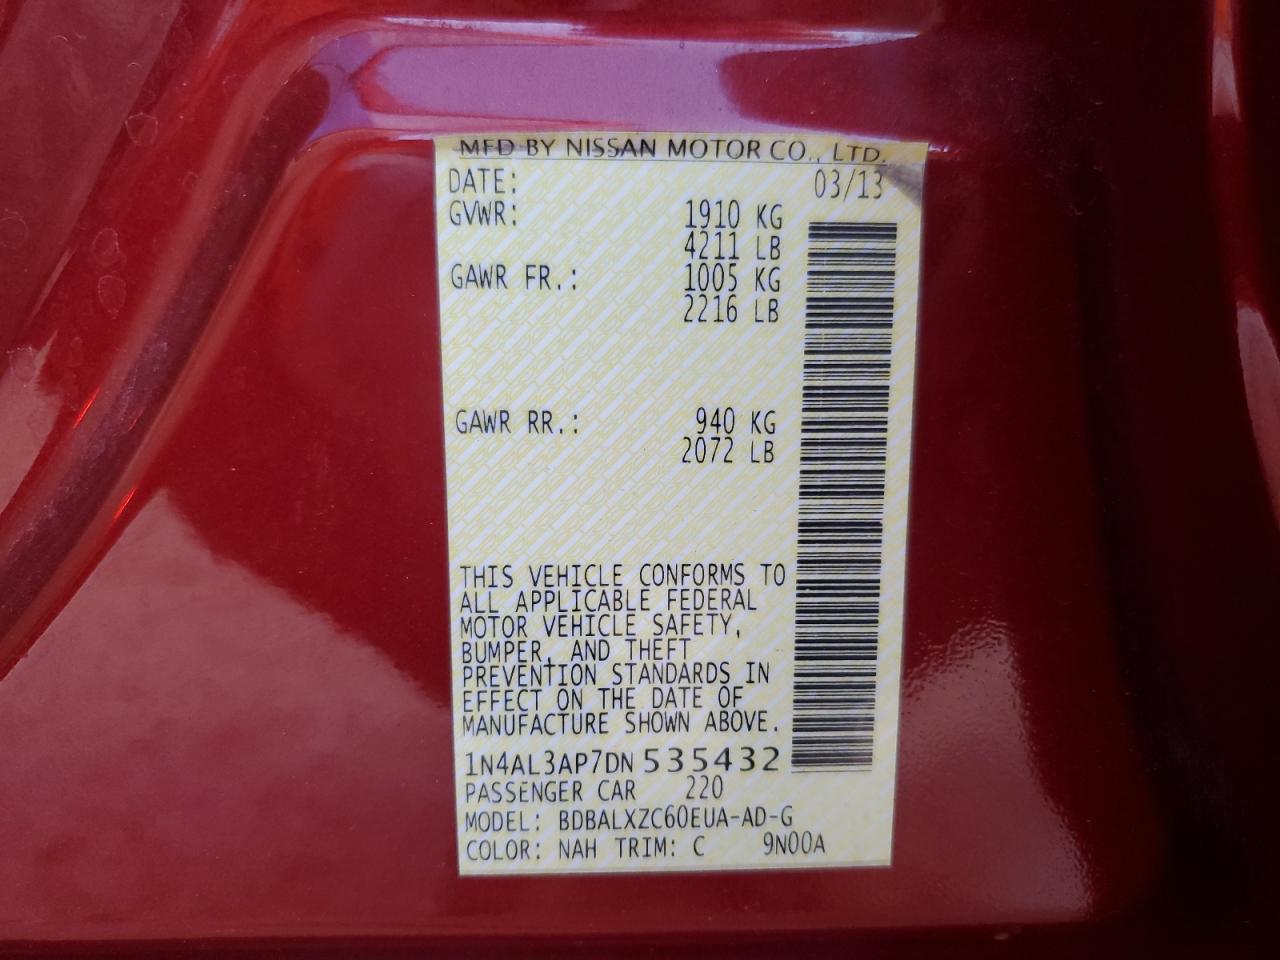 MFD BY NISSAN MOTOR CO., LTD.
DATE: 03/13
GVWR: 1910 KG
4211 LB
GAWR FR.: 1005 KG
2216 LB
GAWR RR.: 940 KG
2072 LB
THIS VEHICLE CONFORMS TO
ALL APPLICABLE FEDERAL
MOTOR VEHICLE SAFETY,
BUMPER, AND THEFT
PREVENTION STANDARDS IN
EFFECT ON THE DATE OF
MANUFACTURE SHOWN ABOVE.
1N4AL3AP7DN535432
PASSENGER CAR 220
MODEL: BDBALXZC60EUA-AD-G
COLOR: NAH TRIM: C 9N00A